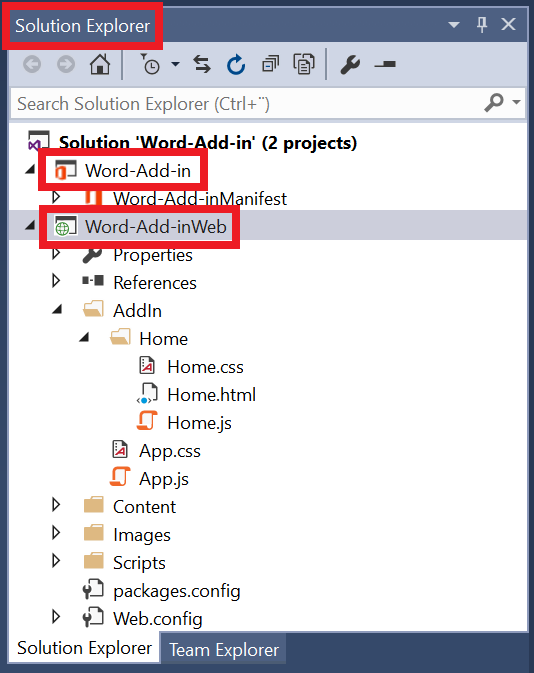 Solution Explorer
Search Solution Explorer (Ctrl+¨)
Solution 'Word-Add-in' (2 projects)
Word-Add-in
Word-Add-inManifest
Word-Add-inWeb
Properties
References
AddIn
Home
Home.css
Home.html
Home.js
App.css
App.js
Content
Images
Scripts
packages.config
Web.config
Solution Explorer Team Explorer